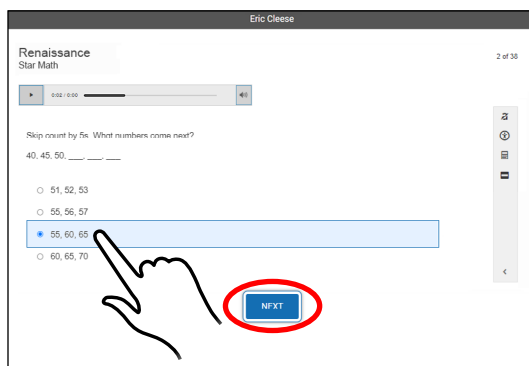 Eric Cleese
Renaissance
Star Math
2 of 38
0:02 / 0:00
Skip count by 5s. What numbers come next?
40, 45, 50, ___, ___, ___
51, 52, 53
55, 56, 57
55, 60, 65
60, 65, 70
NEXT